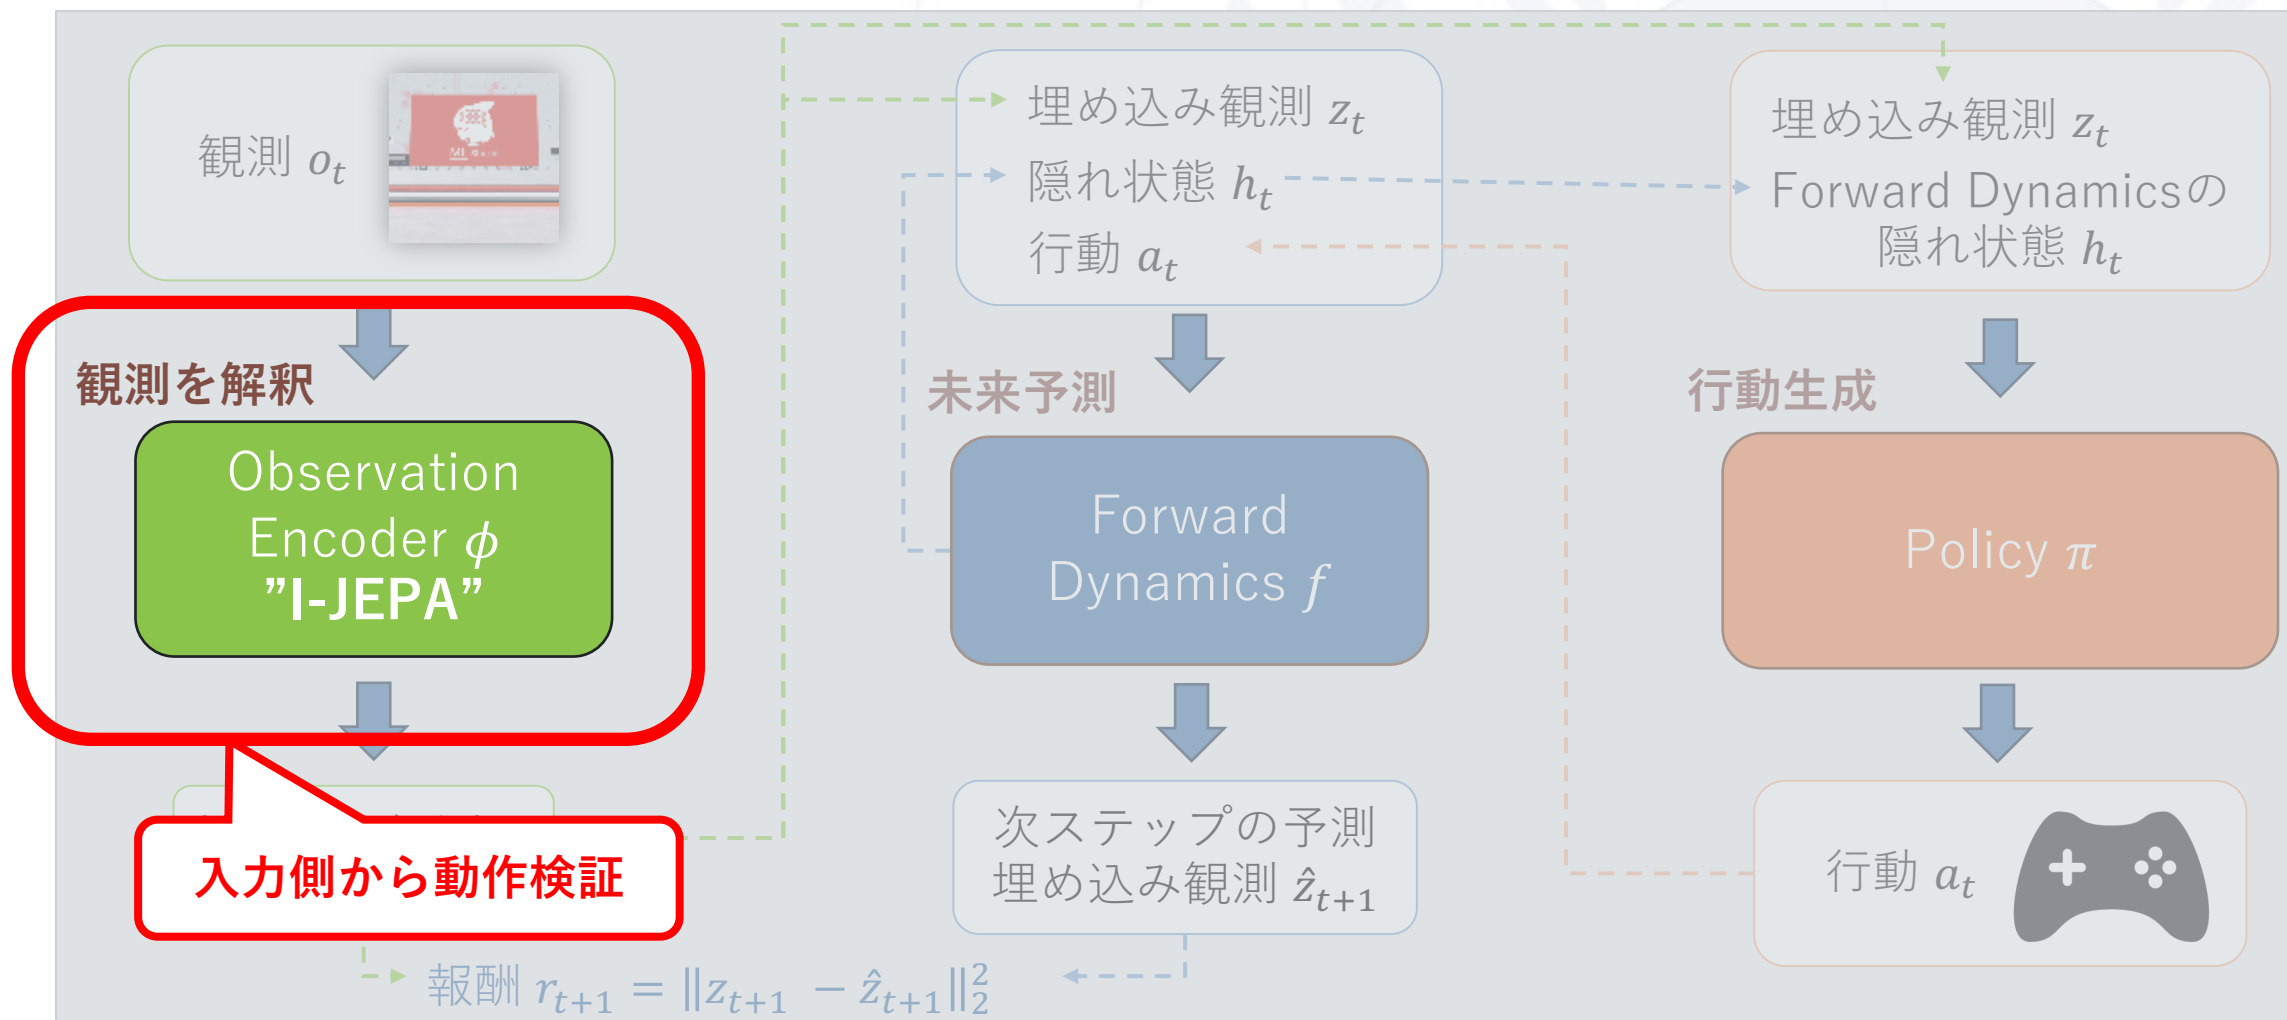 観測 o_t
観測を解釈
Observation
Encoder ϕ
”I-JEPA”
入力側から動作検証
埋め込み観測 z_t
隠れ状態 h_t
行動 a_t
未来予測
Forward
Dynamics f
次ステップの予測
埋め込み観測 ẑ_{t+1}
報酬 r_{t+1} = ‖z_{t+1} − ẑ_{t+1}‖_2^2
埋め込み観測 z_t
Forward Dynamicsの
隠れ状態 h_t
行動生成
Policy π
行動 a_t